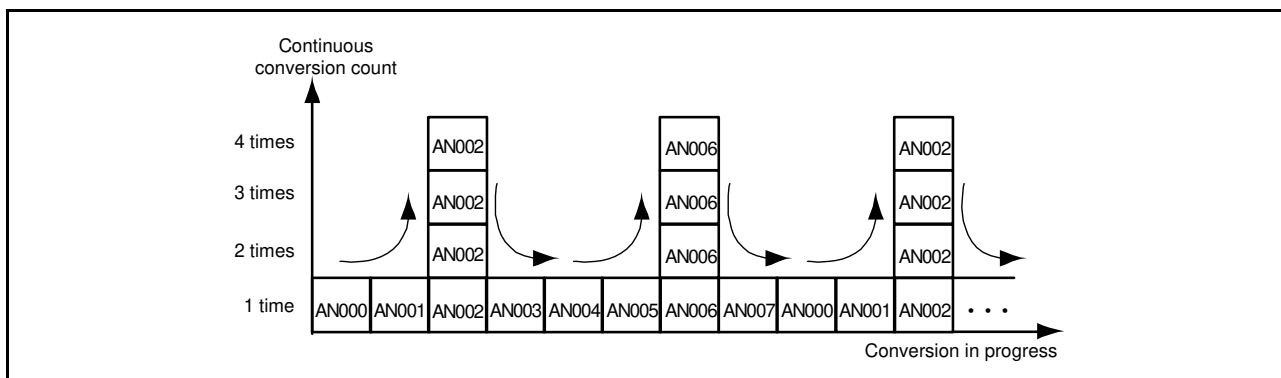 Continuous
conversion count
4 times AN002 AN006 AN002
3 times AN002 AN006 AN002
2 times AN002 AN006 AN002
1 time AN000 AN001 AN002 AN003 AN004 AN005 AN006 AN007 AN000 AN001 AN002 • • •
Conversion in progress